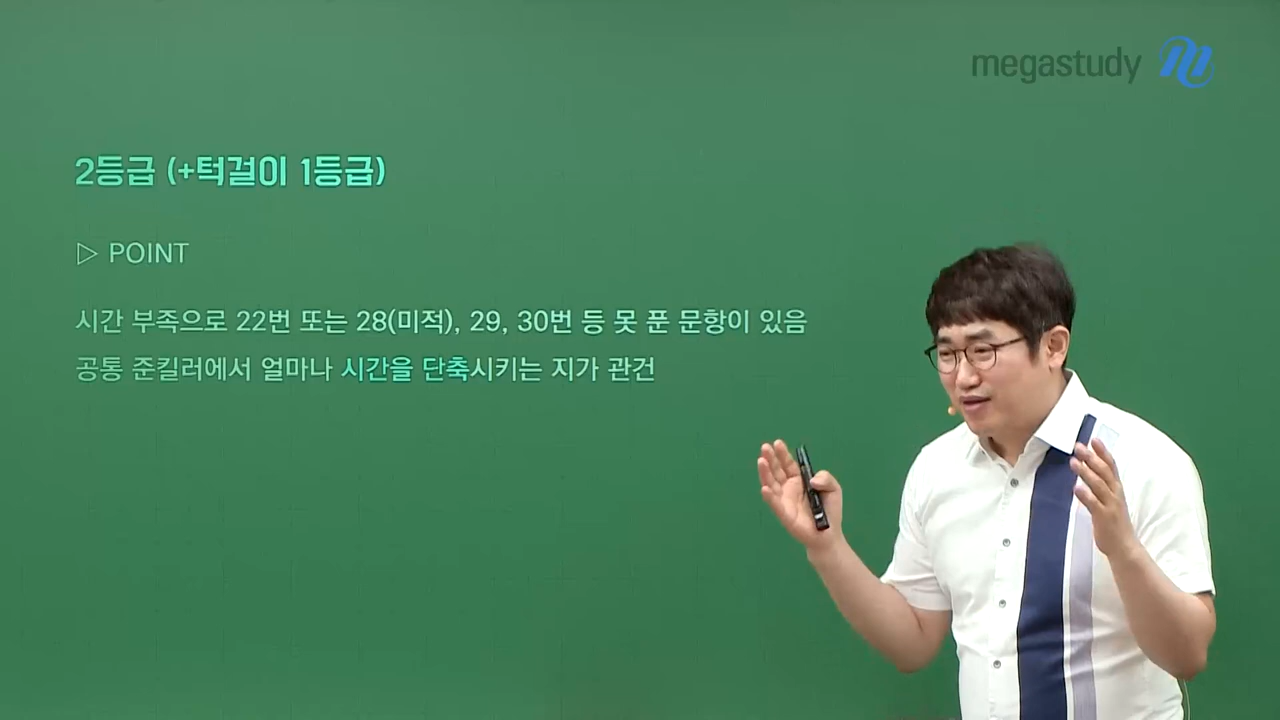 megastudy
2등급 (+턱걸이 1등급)
▷ POINT
시간 부족으로 22번 또는 28(미적), 29, 30번 등 못 푼 문항이 있음
공통 준킬러에서 얼마나 시간을 단축시키는 지가 관건